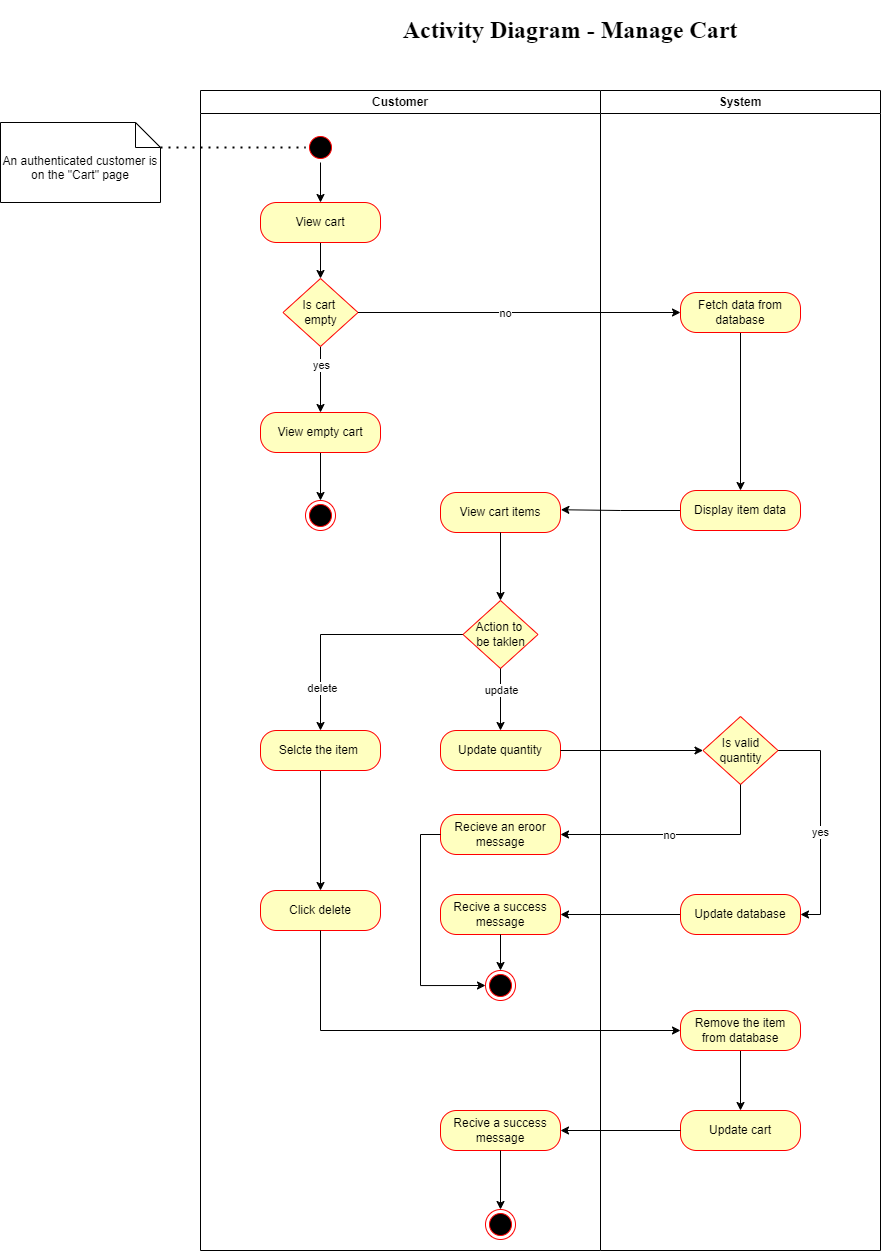 Activity Diagram - Manage Cart
Customer
System
An authenticated customer is
on the "Cart" page
View cart
Is cart
empty
no
Fetch data from
database
yes
View empty cart
View cart items
Display item data
Action to
be taklen
delete
update
Selcte the item
Update quantity
Is valid
quantity
Recieve an eroor
message
no
yes
Click delete
Recive a success
message
Update database
Remove the item
from database
Recive a success
message
Update cart